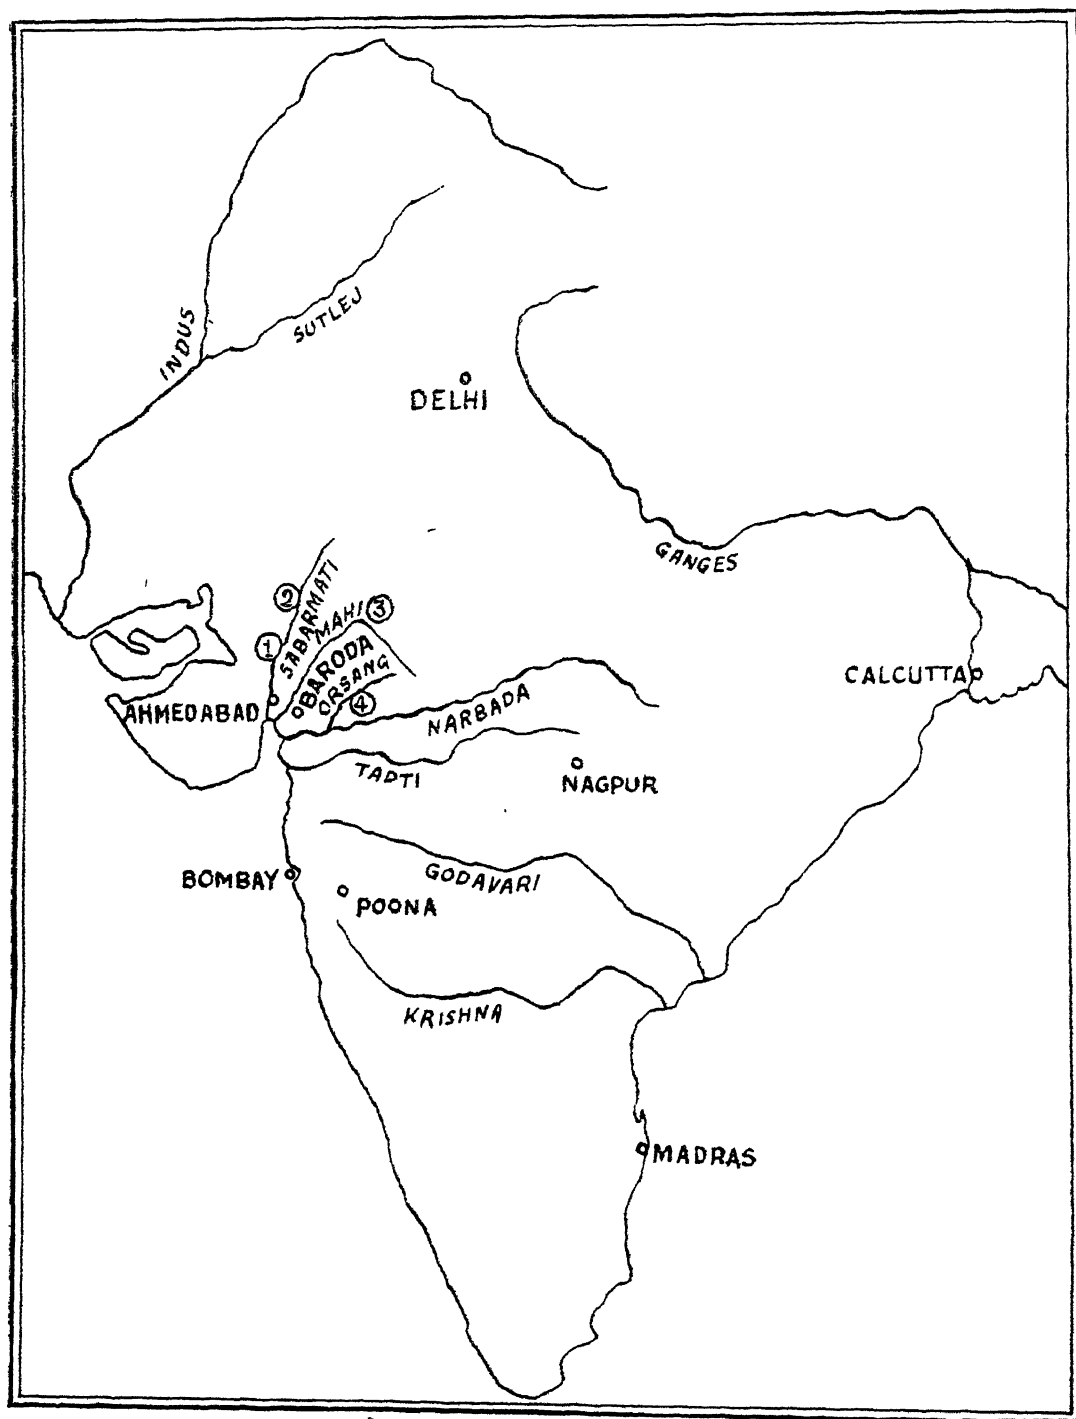 INDUS
SUTLEJ
DELHI
GANGES
2
SABARMATI
MAHI
3
1
BARODA
ORSANG
4
AHMEDABAD
NARBADA
CALCUTTA
TAPTI
NAGPUR
BOMBAY
GODAVARI
POONA
KRISHNA
MADRAS